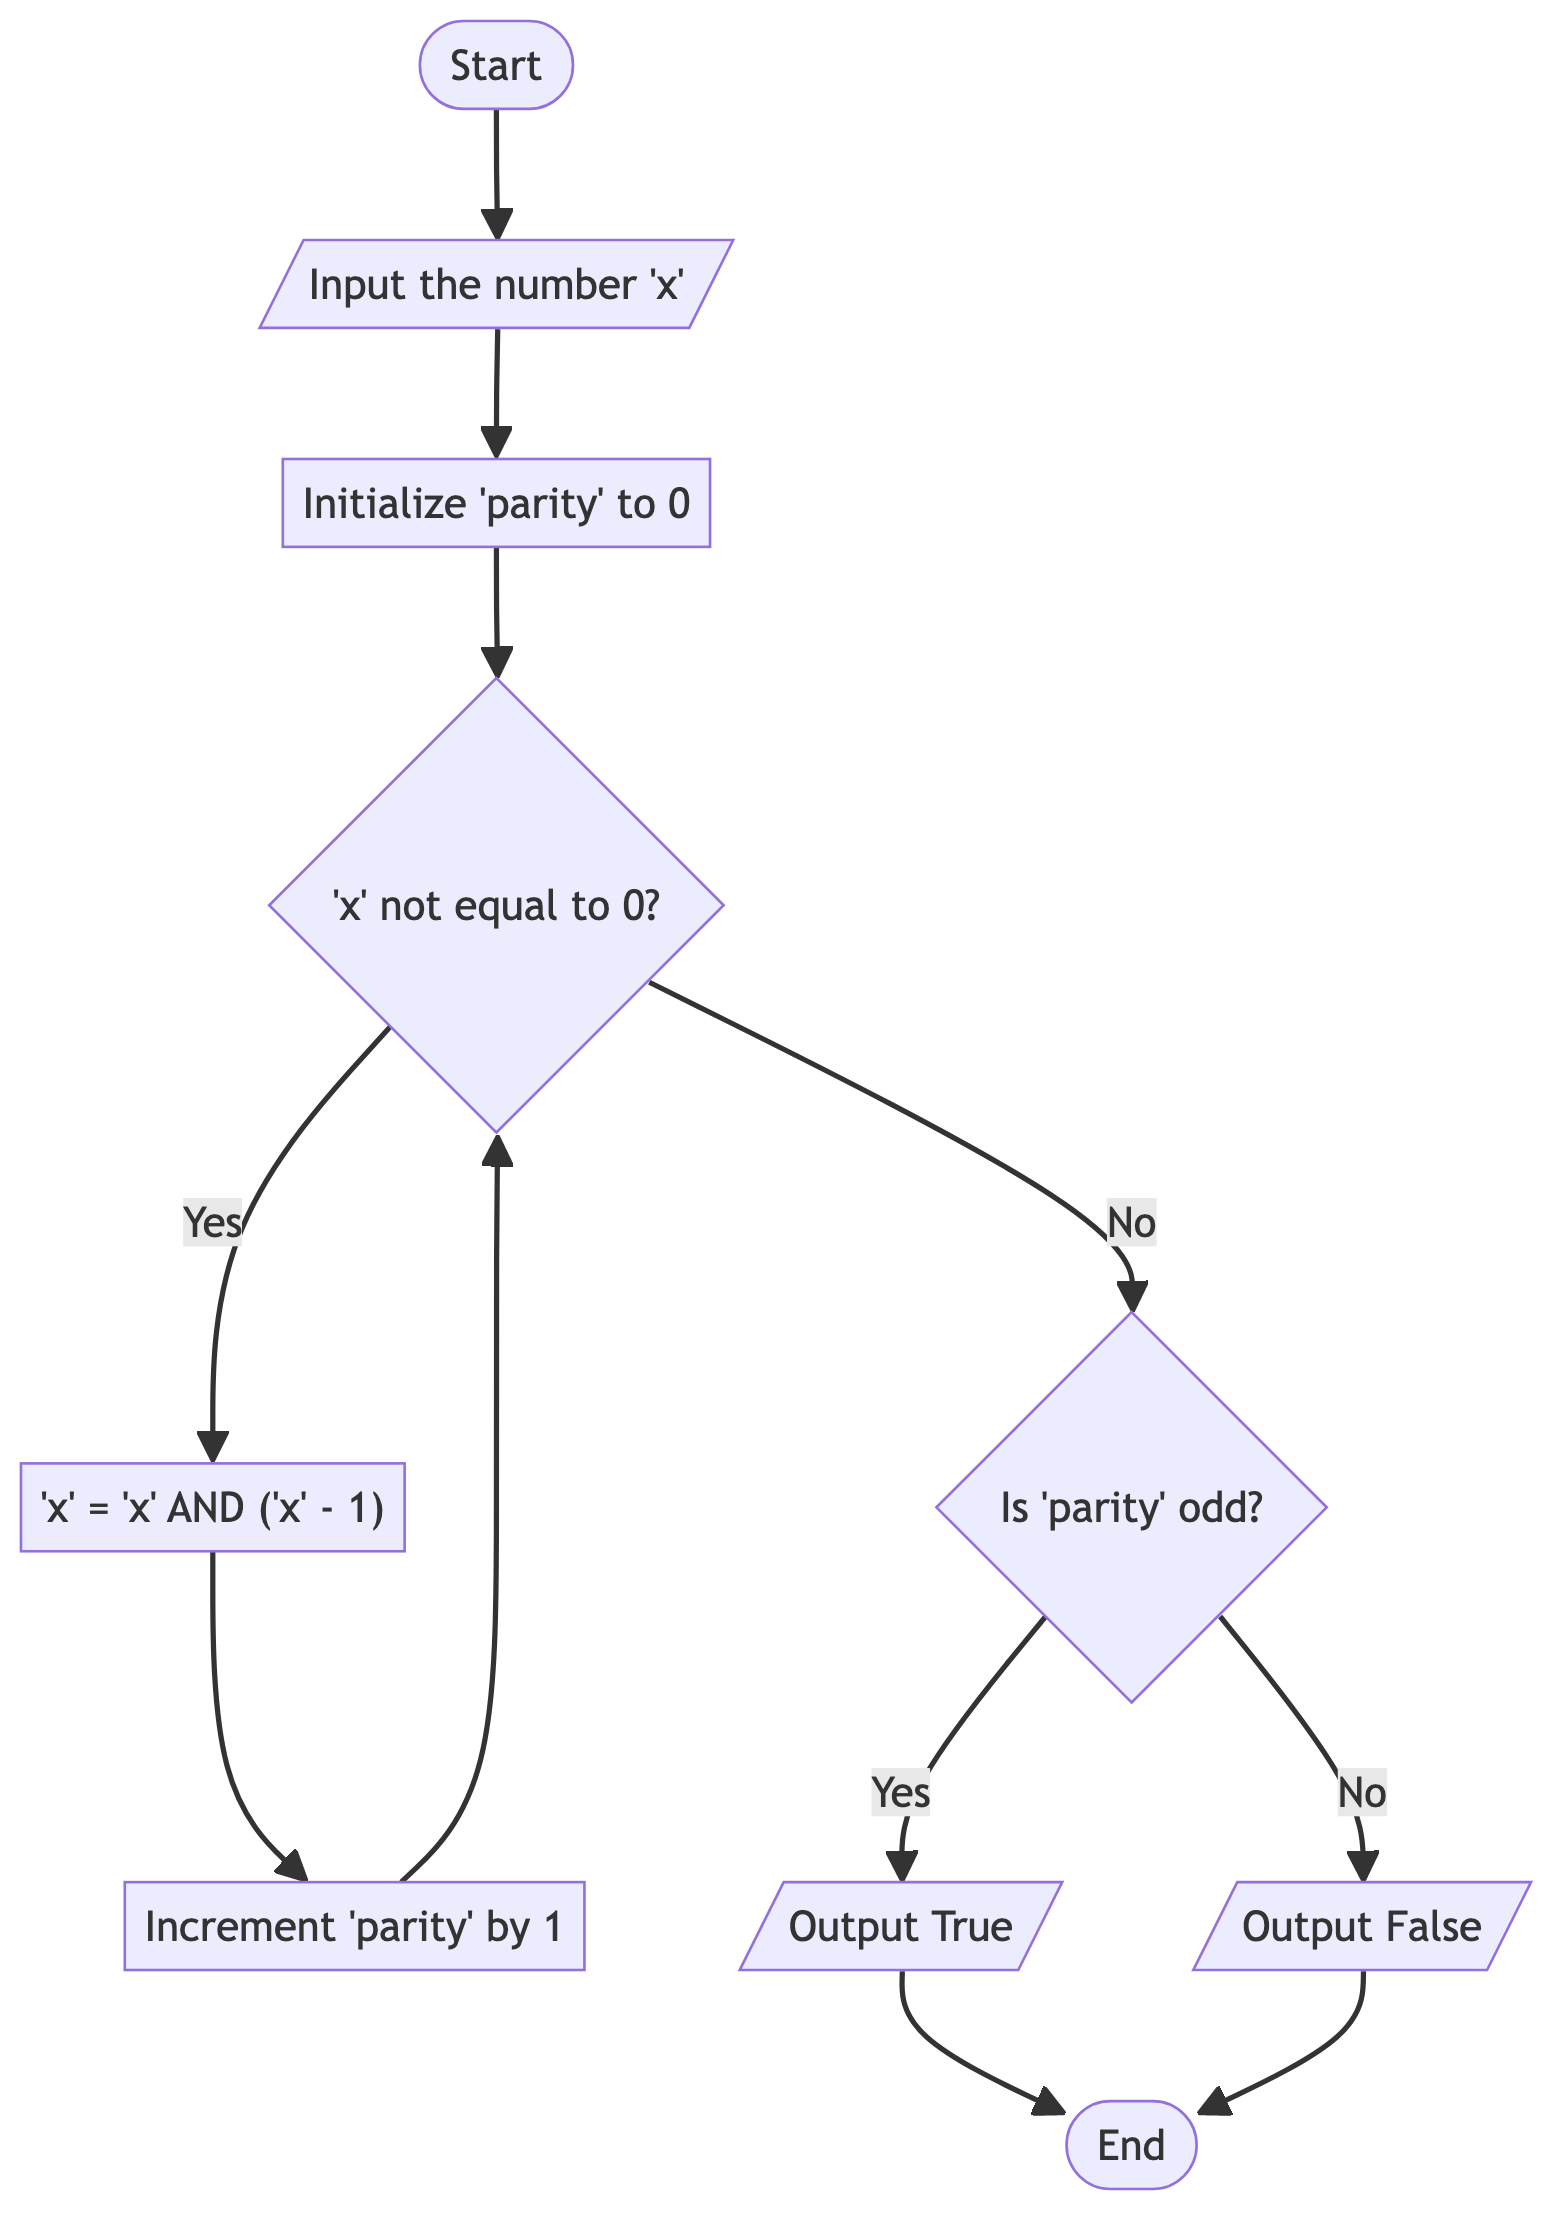 Start
Input the number 'x'
Initialize 'parity' to 0
'x' not equal to 0?
Yes
No
'x' = 'x' AND ('x' - 1)
Is 'parity' odd?
Yes
No
Increment 'parity' by 1
Output True
Output False
End